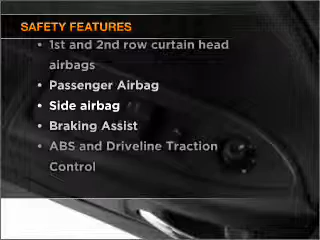 SAFETY FEATURES
• 1st and 2nd row curtain head
airbags
• Passenger Airbag
• Side airbag
• Braking Assist
• ABS and Driveline Traction
Control